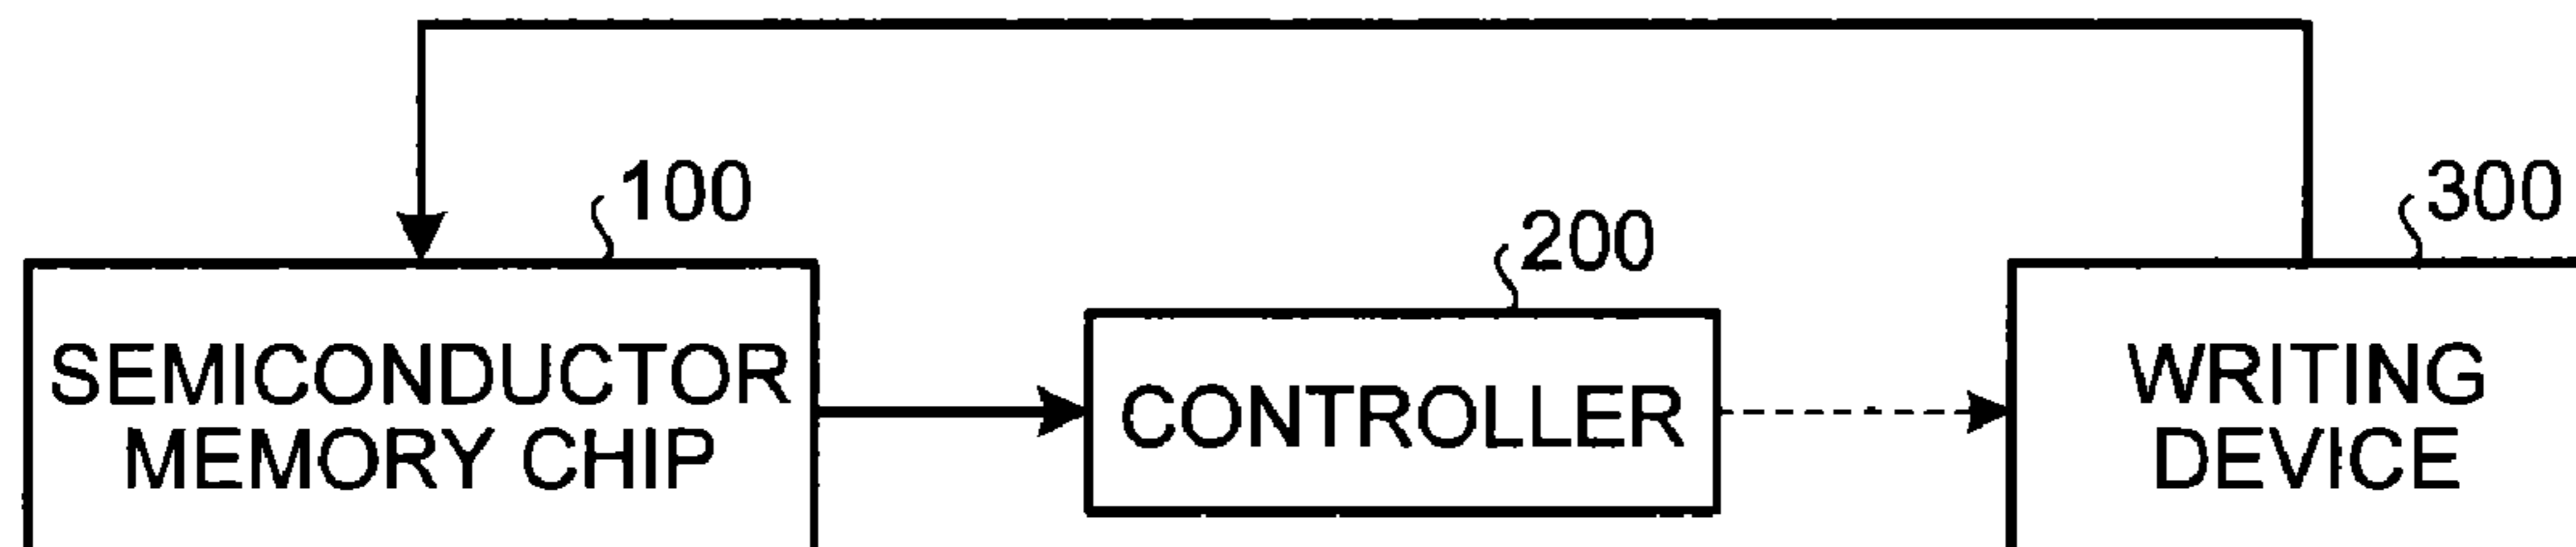 100
200
300
SEMICONDUCTOR
MEMORY CHIP
CONTROLLER
WRITING
DEVICE